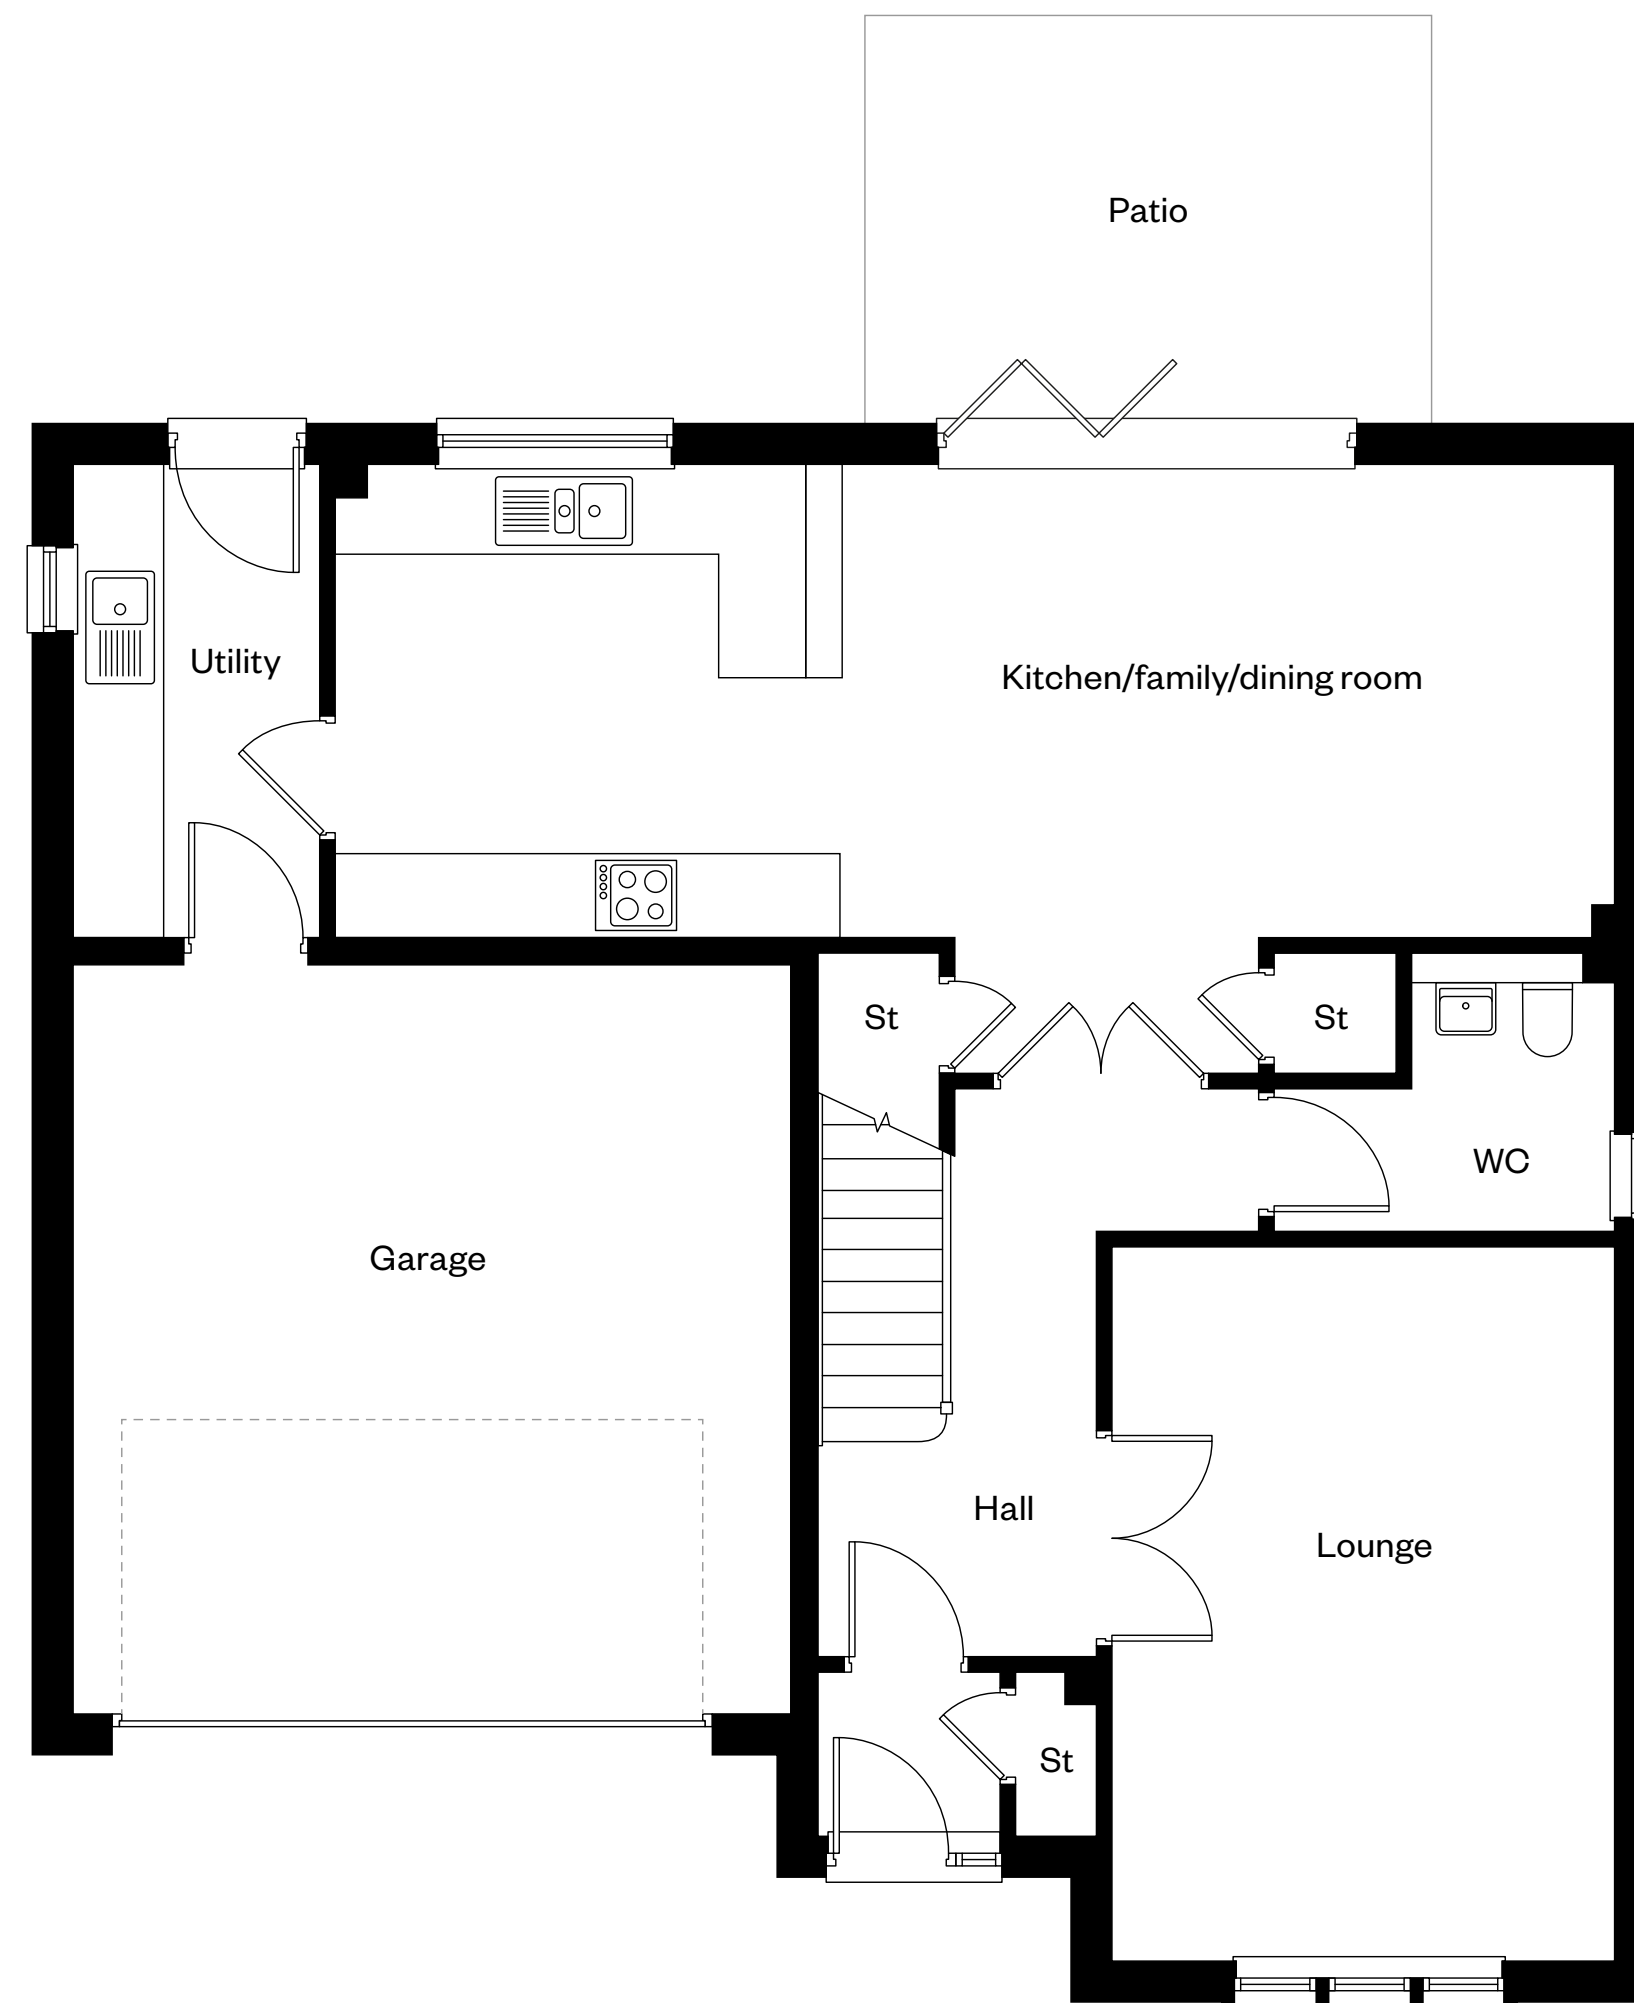 Patio
Utility
Kitchen/family/dining room
St
St
WC
Garage
Hall
Lounge
St